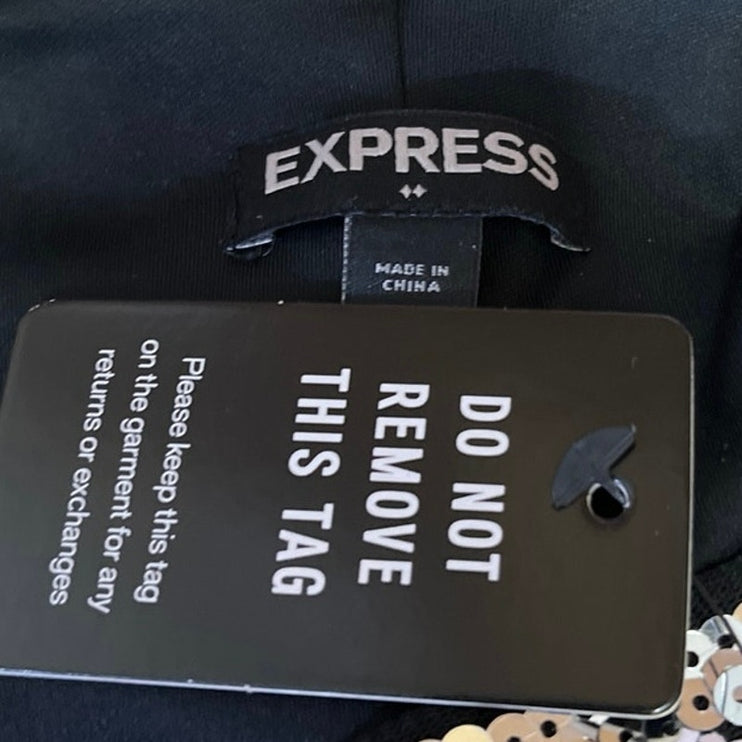 EXPRESS
MADE IN
CHINA
DO NOT
REMOVE
THIS TAG
Please keep this tag
on the garment for any
returns or exchanges